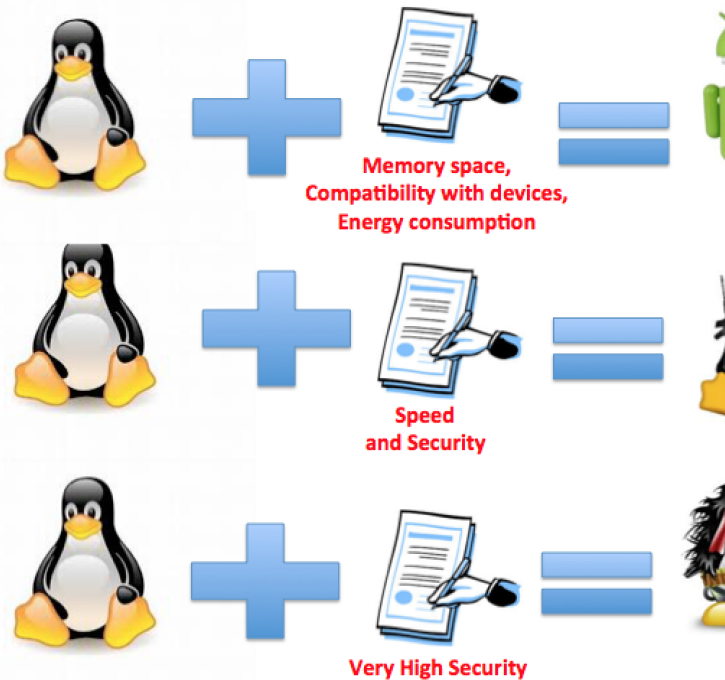 Memory space,
Compatibility with devices,
Energy consumption
Speed
and Security
Very High Security